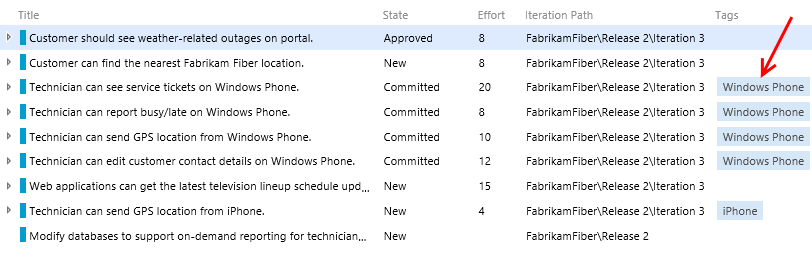 Title State Effort Iteration Path Tags
Customer should see weather-related outages on portal. Approved 8 FabrikamFiber\Release 2\Iteration 3
Customer can find the nearest Fabrikam Fiber location. New 8 FabrikamFiber\Release 2\Iteration 3
Technician can see service tickets on Windows Phone. Committed 20 FabrikamFiber\Release 2\Iteration 3 Windows Phone
Technician can report busy/late on Windows Phone. Committed 8 FabrikamFiber\Release 2\Iteration 3 Windows Phone
Technician can send GPS location from Windows Phone. Committed 10 FabrikamFiber\Release 2\Iteration 3 Windows Phone
Technician can edit customer contact details on Windows Phone. Committed 12 FabrikamFiber\Release 2\Iteration 3 Windows Phone
Web applications can get the latest television lineup schedule upd... New 15 FabrikamFiber\Release 2\Iteration 3
Technician can send GPS location from iPhone. New 4 FabrikamFiber\Release 2\Iteration 3 iPhone
Modify databases to support on-demand reporting for technician... New FabrikamFiber\Release 2